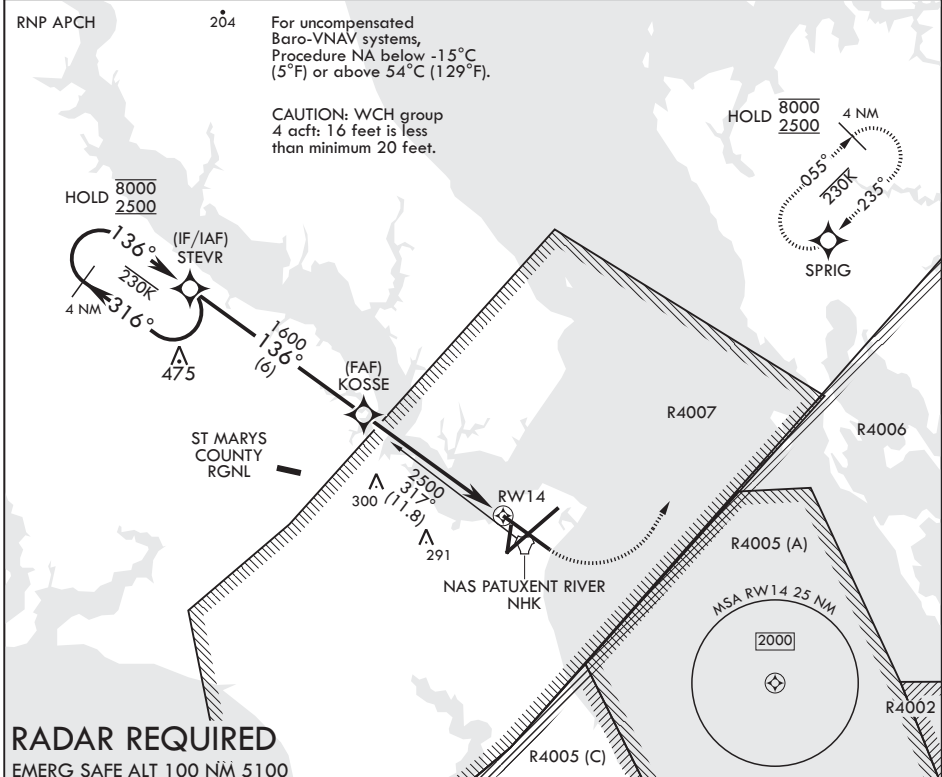 RNP APCH
204
For uncompensated
Baro-VNAV systems,
Procedure NA below -15°C
(5°F) or above 54°C (129°F).
CAUTION: WCH group
4 acft: 16 feet is less
than minimum 20 feet.
HOLD 8000
2500
4 NM
055°
230K
235°
SPRIG
HOLD 8000
2500
136°
(IF/IAF)
STEVR
230K
4 NM
316°
475
1600
136°
(6)
(FAF)
KOSSE
R4007
R4006
ST MARYS
COUNTY
RGNL
300
2500
317°
(11.8)
291
RW14
NAS PATUXENT RIVER
NHK
R4005 (A)
MSA RW14 25 NM
2000
R4002
R4005 (C)
RADAR REQUIRED
EMERG SAFE ALT 100 NM 5100